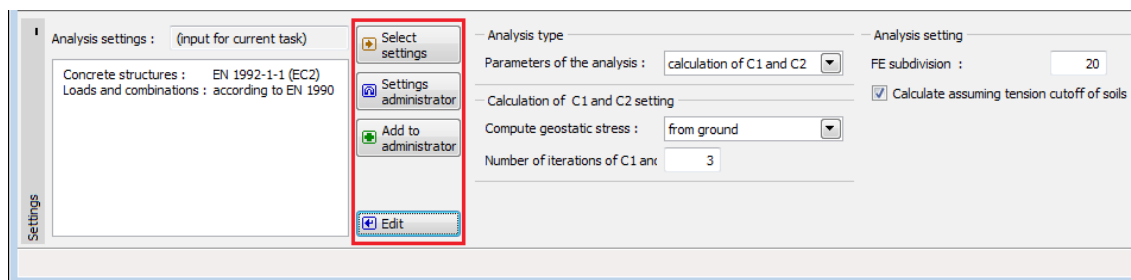 Analysis settings : (input for current task)
Concrete structures : EN 1992-1-1 (EC2)
Loads and combinations : according to EN 1990
Settings
Select settings
Settings administrator
Add to administrator
Edit
Analysis type
Parameters of the analysis : calculation of C1 and C2
Calculation of C1 and C2 setting
Compute geostatic stress : from ground
Number of iterations of C1 and 3
Analysis setting
FE subdivision : 20
Calculate assuming tension cutoff of soils